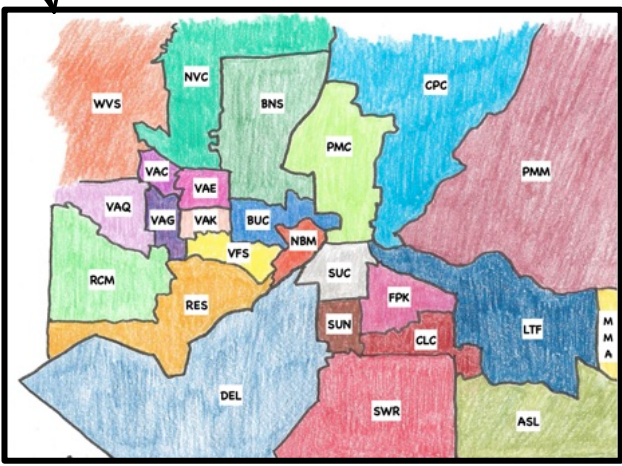 NVC
CPC
WVS
BNS
PMC
PMM
VAC
VAE
VAQ
VAG
VAK
BUC
NBM
VFS
RCM
SUC
RES
FPK
SUN
CLC
LTF
M
M
A
DEL
SWR
ASL